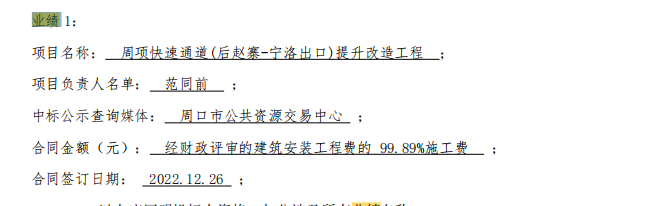 业绩 1：
项目名称： 周项快速通道(后赵寨-宁洛出口)提升改造工程 ；
项目负责人名单： 范同前 ；
中标公示查询媒体： 周口市公共资源交易中心 ；
合同金额（元）： 经财政评审的建筑安装工程费的 99.89%施工费 ；
合同签订日期： 2022.12.26 ；